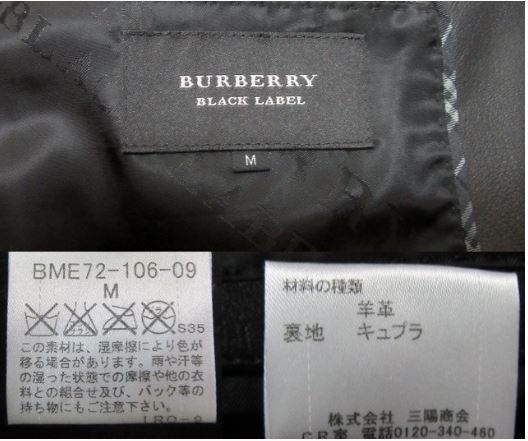 BURBERRY
BLACK LABEL
M
BME72-106-09
M
S35
この素材は、湿摩擦により色が
移る場合があります。雨や汗等
の湿った状態での摩擦や他の衣
料との組合せ及び、バック等の
持ち物にもご注意下さい。
材料の種類
羊革
裏地 キュプラ
株式会社 三陽商会
CR室 電話0120-340-460